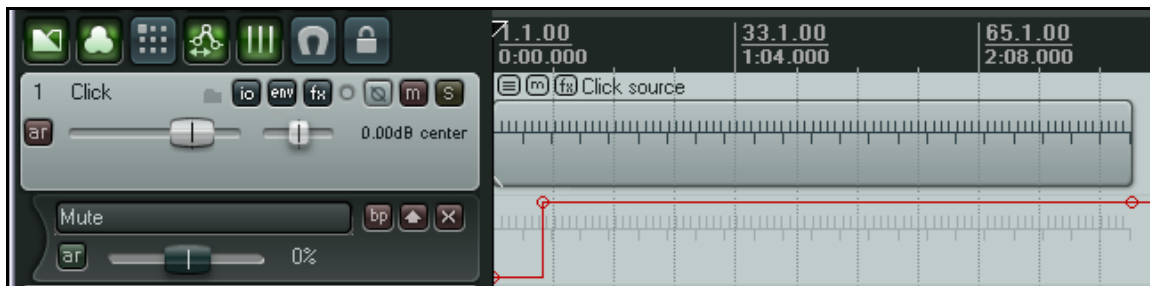 1.1.00 33.1.00 65.1.00
0:00.000 1:04.000 2:08.000
1 Click io env fx m S
m fx Click source
ar 0.00dB center
Mute bp
ar 0%